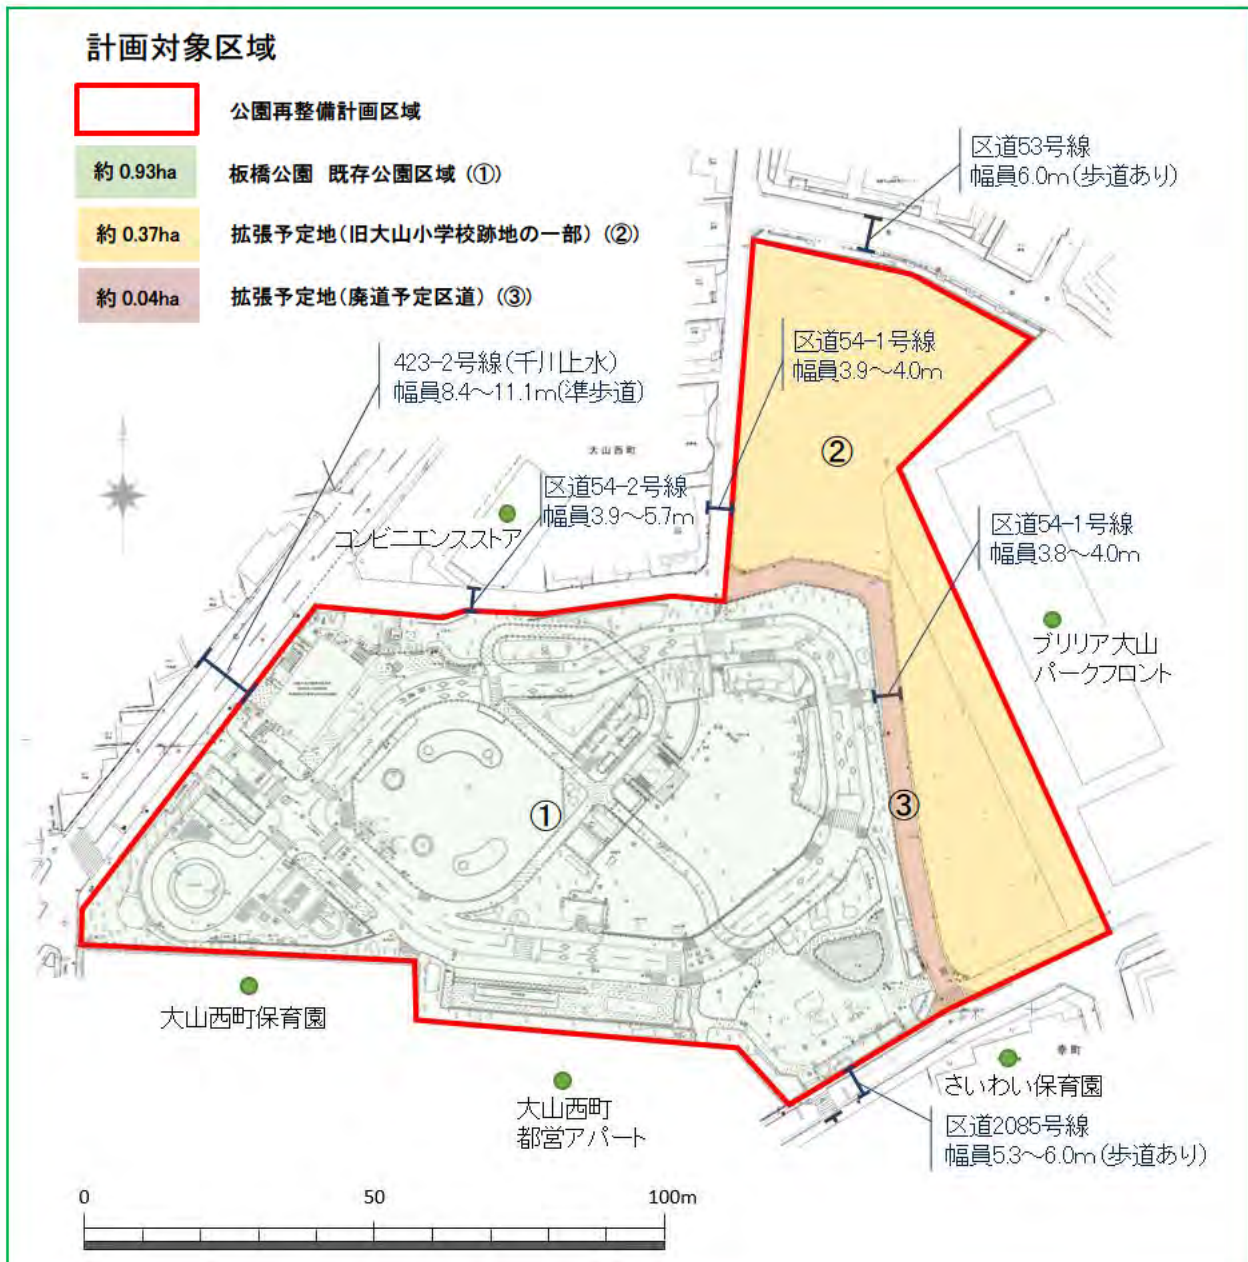 計画対象区域
公園再整備計画区域
約 0.93ha
板橋公園 既存公園区域 (①)
約 0.37ha
拡張予定地(旧大山小学校跡地の一部) (②)
約 0.04ha
拡張予定地(廃道予定区道) (③)
区道53号線
幅員6.0m(歩道あり)
区道54-1号線
幅員3.9～4.0m
423-2号線(千川上水)
幅員8.4～11.1m(準歩道)
大山西町
②
区道54-2号線
幅員3.9～5.7m
コンビニエンスストア
区道54-1号線
幅員3.8～4.0m
ブリリア大山
パークフロント
①
③
大山西町保育園
幸町
さいわい保育園
大山西町
都営アパート
区道2085号線
幅員5.3～6.0m(歩道あり)
0
50
100m